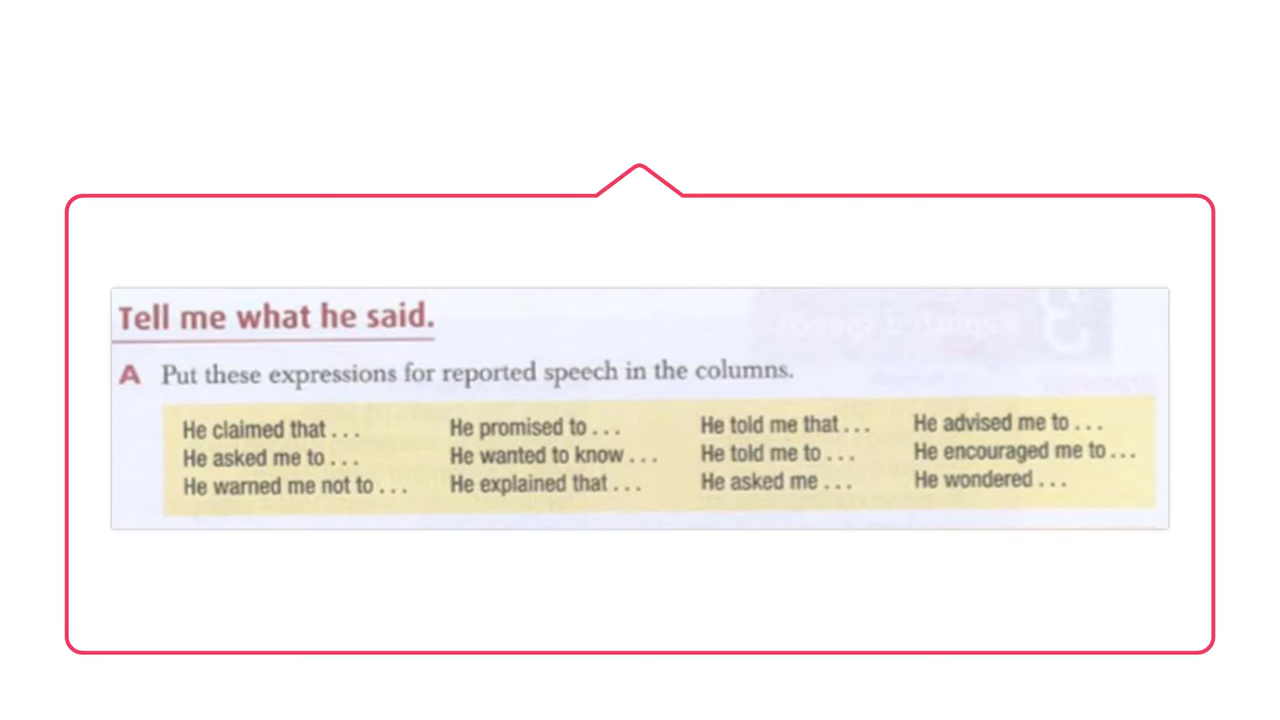 Tell me what he said.
A Put these expressions for reported speech in the columns.
He claimed that . . . He promised to . . . He told me that . . . He advised me to . . .
He asked me to . . . He wanted to know . . . He told me to . . . He encouraged me to . . .
He warned me not to . . . He explained that . . . He asked me . . . He wondered . . .